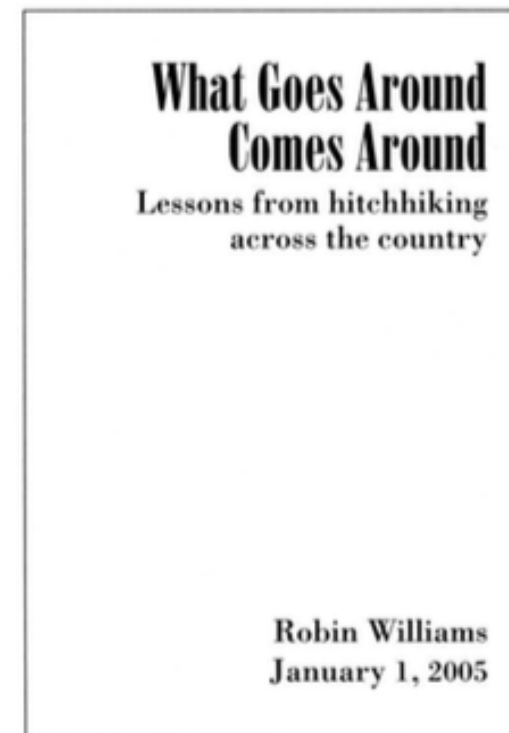 What Goes Around
Comes Around
Lessons from hitchhiking
across the country
Robin Williams
January 1, 2005